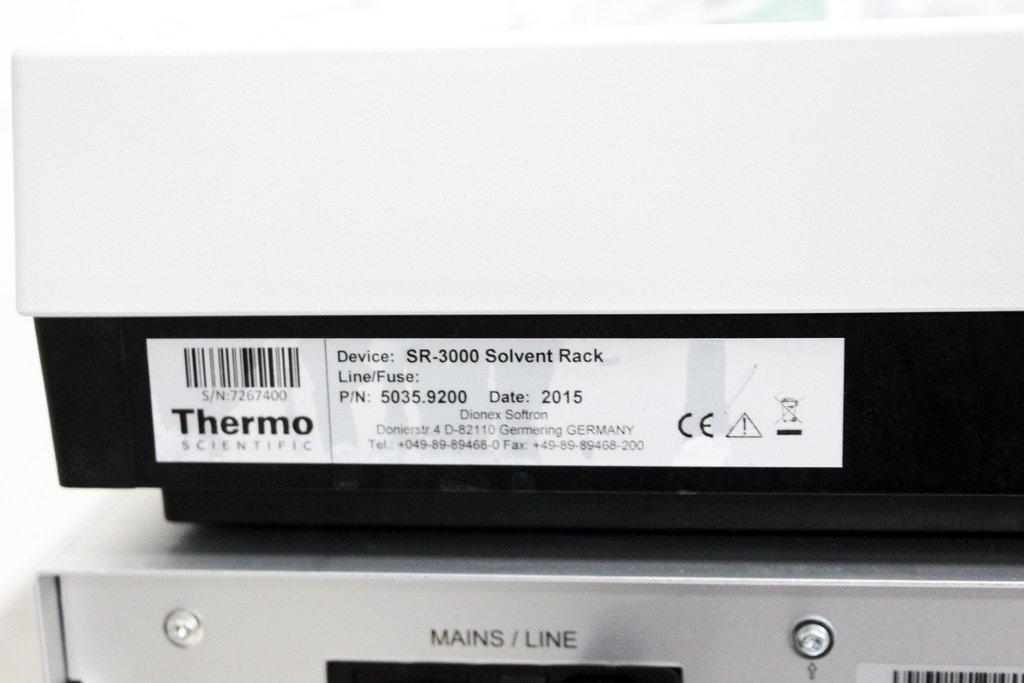 S/N:7267400
Thermo
SCIENTIFIC
Device: SR-3000 Solvent Rack
Line/Fuse:
P/N: 5035.9200 Date: 2015
Dionex Softron
Donierstr.4 D-82110 Germering GERMANY
Tel.: +049-89-89468-0 Fax: +49-89-89468-200
CE
MAINS / LINE